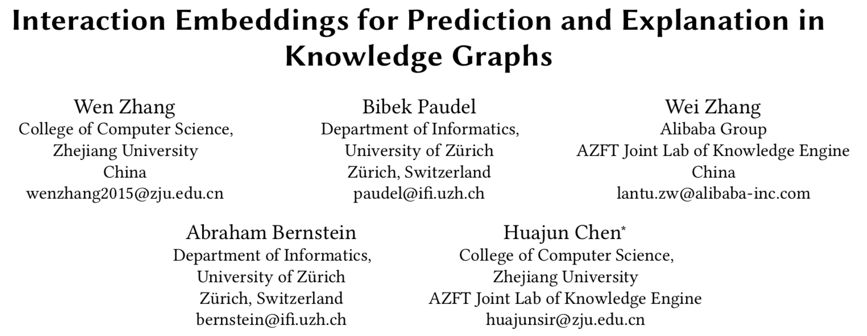 Interaction Embeddings for Prediction and Explanation in
Knowledge Graphs
Wen Zhang
College of Computer Science,
Zhejiang University
China
wenzhang2015@zju.edu.cn
Bibek Paudel
Department of Informatics,
University of Zürich
Zürich, Switzerland
paudel@ifi.uzh.ch
Wei Zhang
Alibaba Group
AZFT Joint Lab of Knowledge Engine
China
lantu.zw@alibaba-inc.com
Abraham Bernstein
Department of Informatics,
University of Zürich
Zürich, Switzerland
bernstein@ifi.uzh.ch
Huajun Chen*
College of Computer Science,
Zhejiang University
AZFT Joint Lab of Knowledge Engine
huajunsir@zju.edu.cn